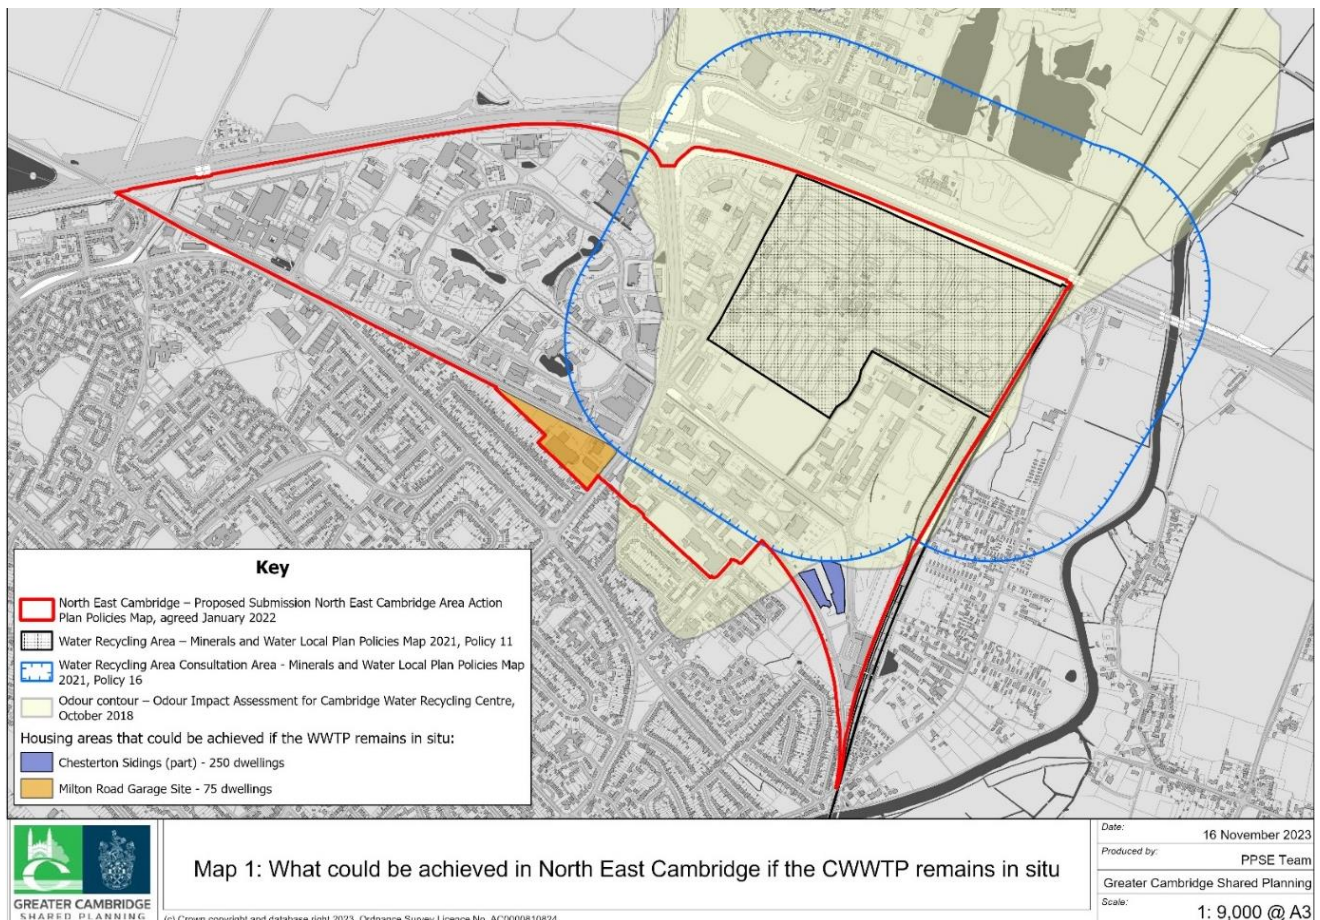 Key
North East Cambridge – Proposed Submission North East Cambridge Area Action
Plan Policies Map, agreed January 2022
Water Recycling Area – Minerals and Water Local Plan Policies Map 2021, Policy 11
Water Recycling Area Consultation Area - Minerals and Water Local Plan Policies Map
2021, Policy 16
Odour contour – Odour Impact Assessment for Cambridge Water Recycling Centre,
October 2018
Housing areas that could be achieved if the WWTP remains in situ:
Chesterton Sidings (part) - 250 dwellings
Milton Road Garage Site - 75 dwellings
GREATER CAMBRIDGE
SHARED PLANNING
Map 1: What could be achieved in North East Cambridge if the CWWTP remains in situ
(c) Crown copyright and database right 2023. Ordnance Survey Licence No. AC0000810824
Date:
16 November 2023
Produced by:
PPSE Team
Greater Cambridge Shared Planning
Scale:
1: 9,000 @ A3